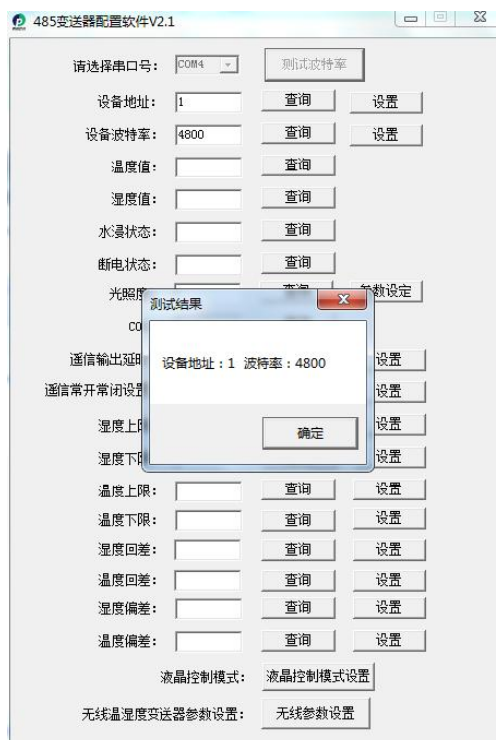 485变送器配置软件V2.1
请选择串口号: COM4 测试波特率
设备地址: 1 查询 设置
设备波特率: 4800 查询 设置
温度值: 查询
湿度值: 查询
水浸状态: 查询
断电状态: 查询
光照度 查询 参数设定
测试结果
CO
遥信输出延时 设置
设备地址:1 波特率:4800
遥信常开常闭设置 设置
湿度上限 设置
确定
湿度下限 设置
温度上限: 查询 设置
温度下限: 查询 设置
湿度回差: 查询 设置
温度回差: 查询 设置
湿度偏差: 查询 设置
温度偏差: 查询 设置
液晶控制模式: 液晶控制模式设置
无线温湿度变送器参数设置: 无线参数设置